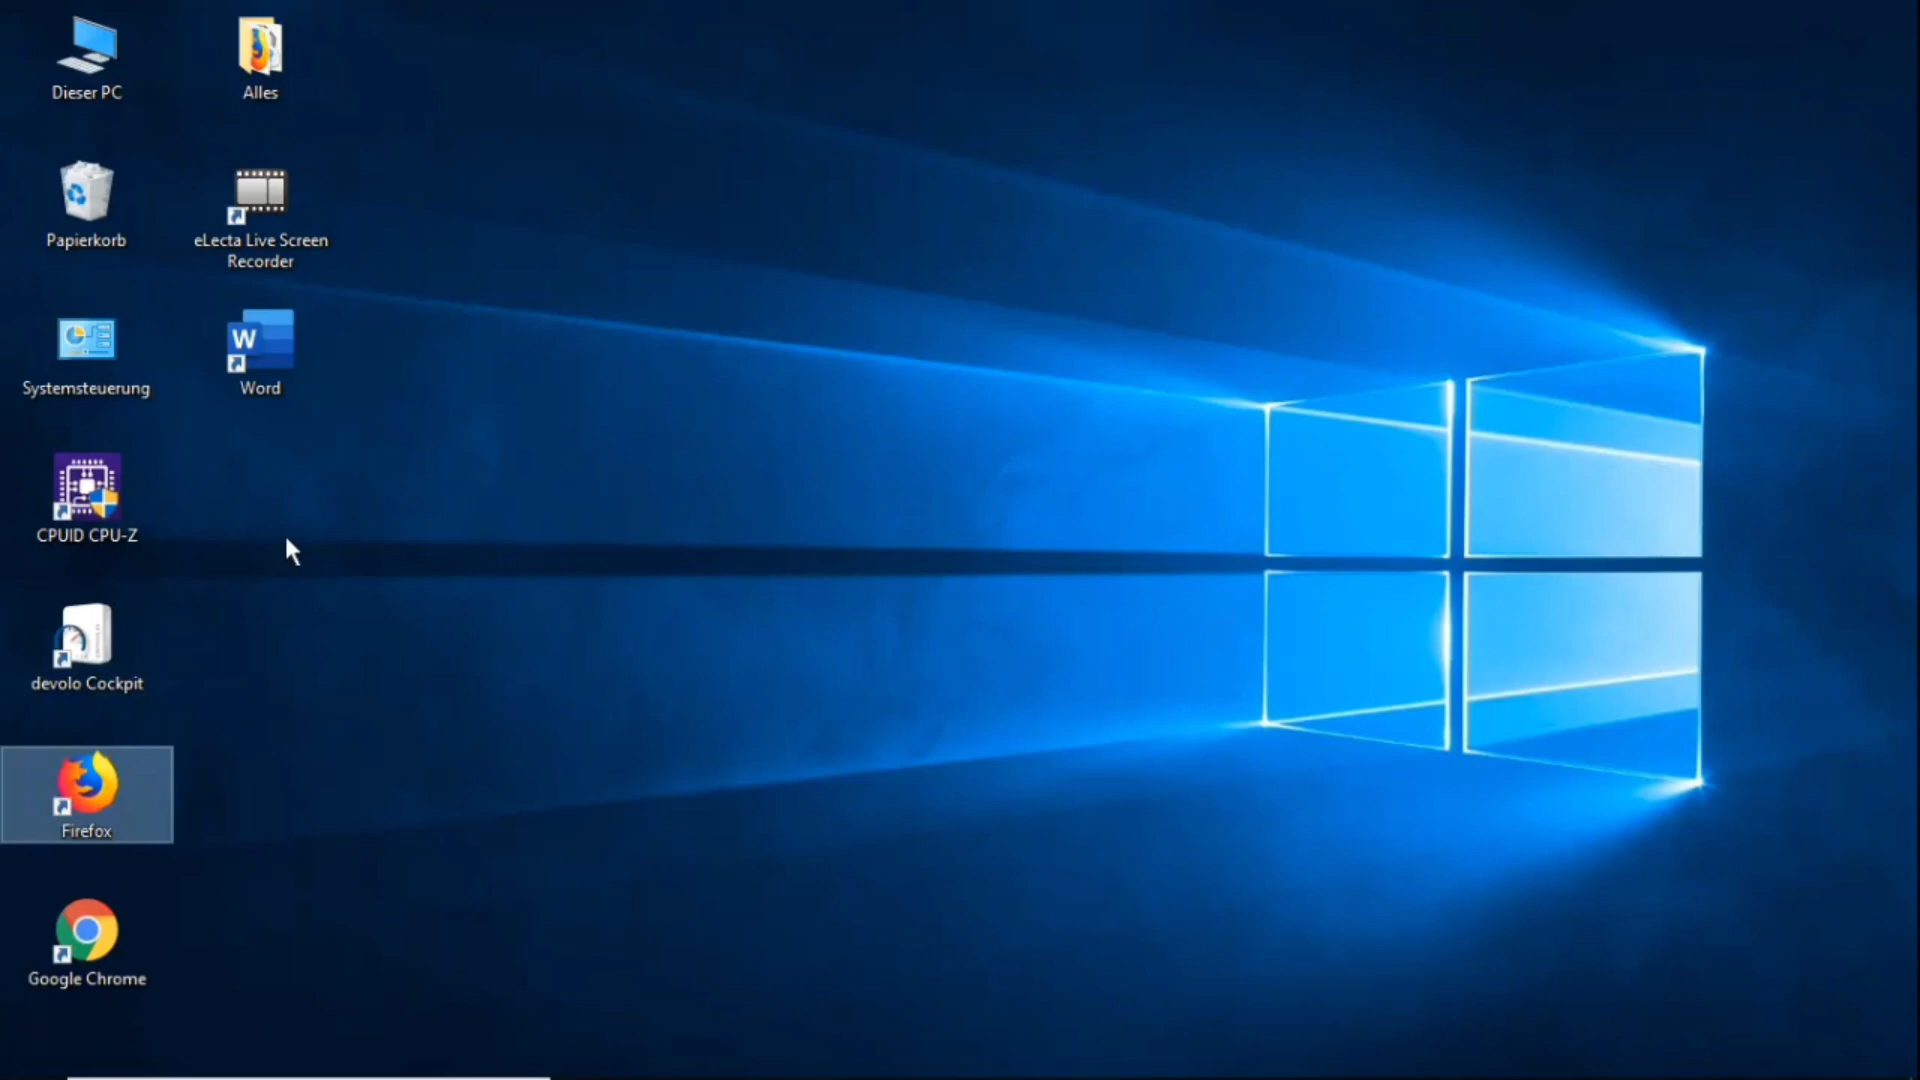 Dieser PC
Alles
Papierkorb
eLecta Live Screen
Recorder
Systemsteuerung
W
Word
CPUID CPU-Z
devolo Cockpit
Firefox
Google Chrome